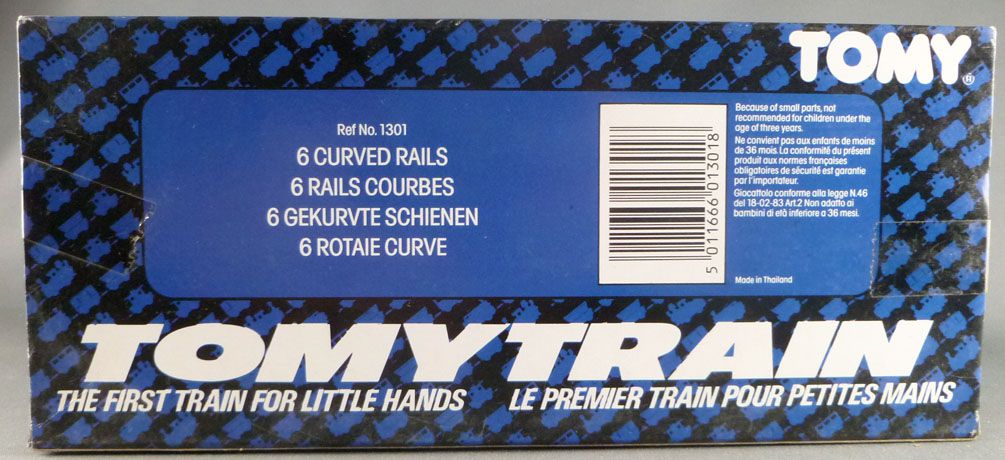 TOMY®
Ref No. 1301
6 CURVED RAILS
6 RAILS COURBES
6 GEKURVTE SCHIENEN
6 ROTAIE CURVE
5 011666 013018
Because of small parts, not
recommended for children under the
age of three years.
Ne convient pas aux enfants de moins
de 36 mois. La conformité du présent
produit aux normes françaises
obligatoires de sécurité est garantie
par l'importateur.
Giocattolo conforme alla legge N.46
del 18-02-83 Art.2 Non adatto ai
bambini di età inferiore a 36 mesi.
Made in Thailand
TOMYTRAIN
THE FIRST TRAIN FOR LITTLE HANDS
LE PREMIER TRAIN POUR PETITES MAINS